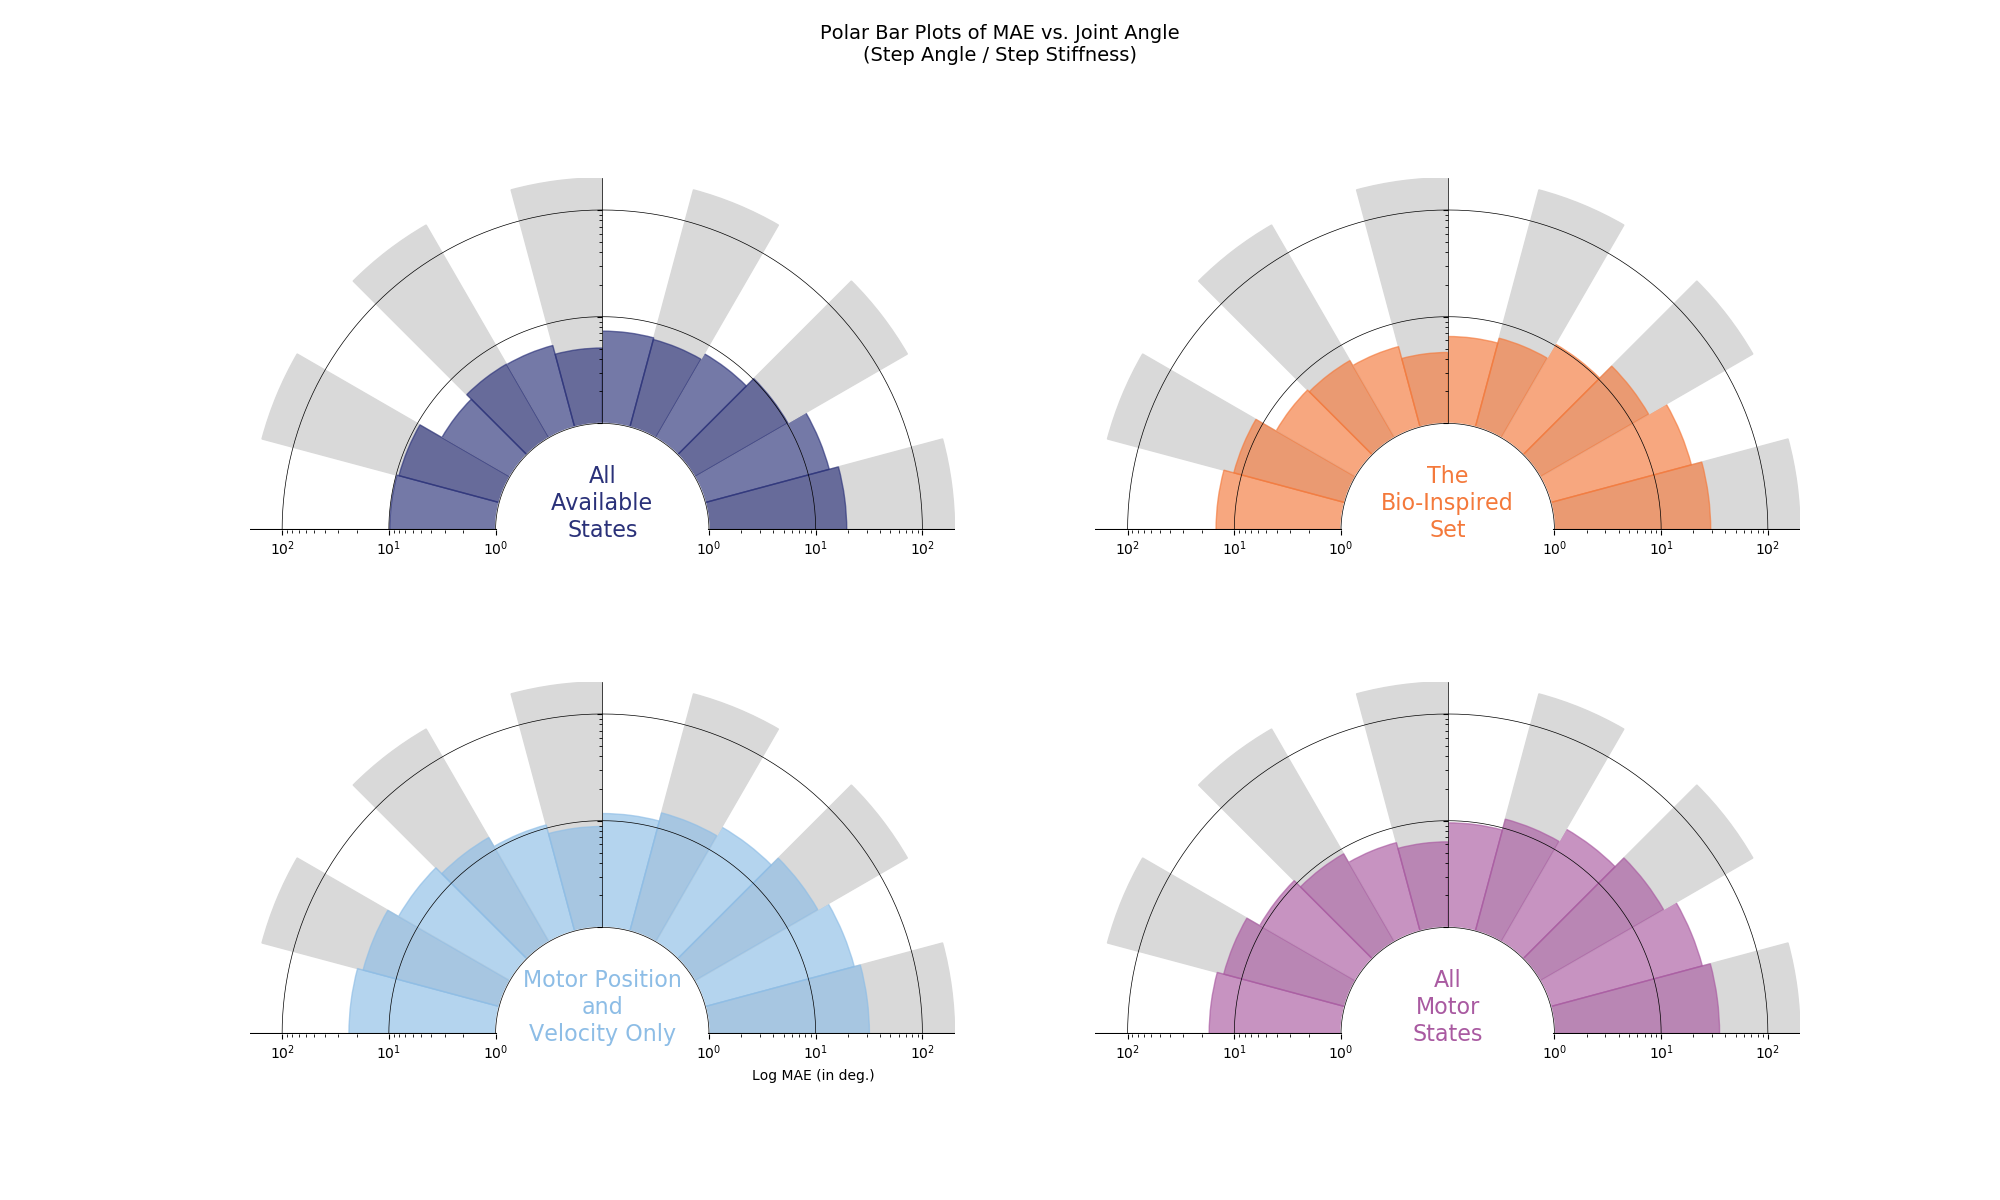 Polar Bar Plots of MAE vs. Joint Angle
(Step Angle / Step Stiffness)
All
Available
States
10² 10¹ 10⁰ 10⁰ 10¹ 10²
The
Bio-Inspired
Set
10² 10¹ 10⁰ 10⁰ 10¹ 10²
Motor Position
and
Velocity Only
10² 10¹ 10⁰ 10⁰ 10¹ 10²
Log MAE (in deg.)
All
Motor
States
10² 10¹ 10⁰ 10⁰ 10¹ 10²